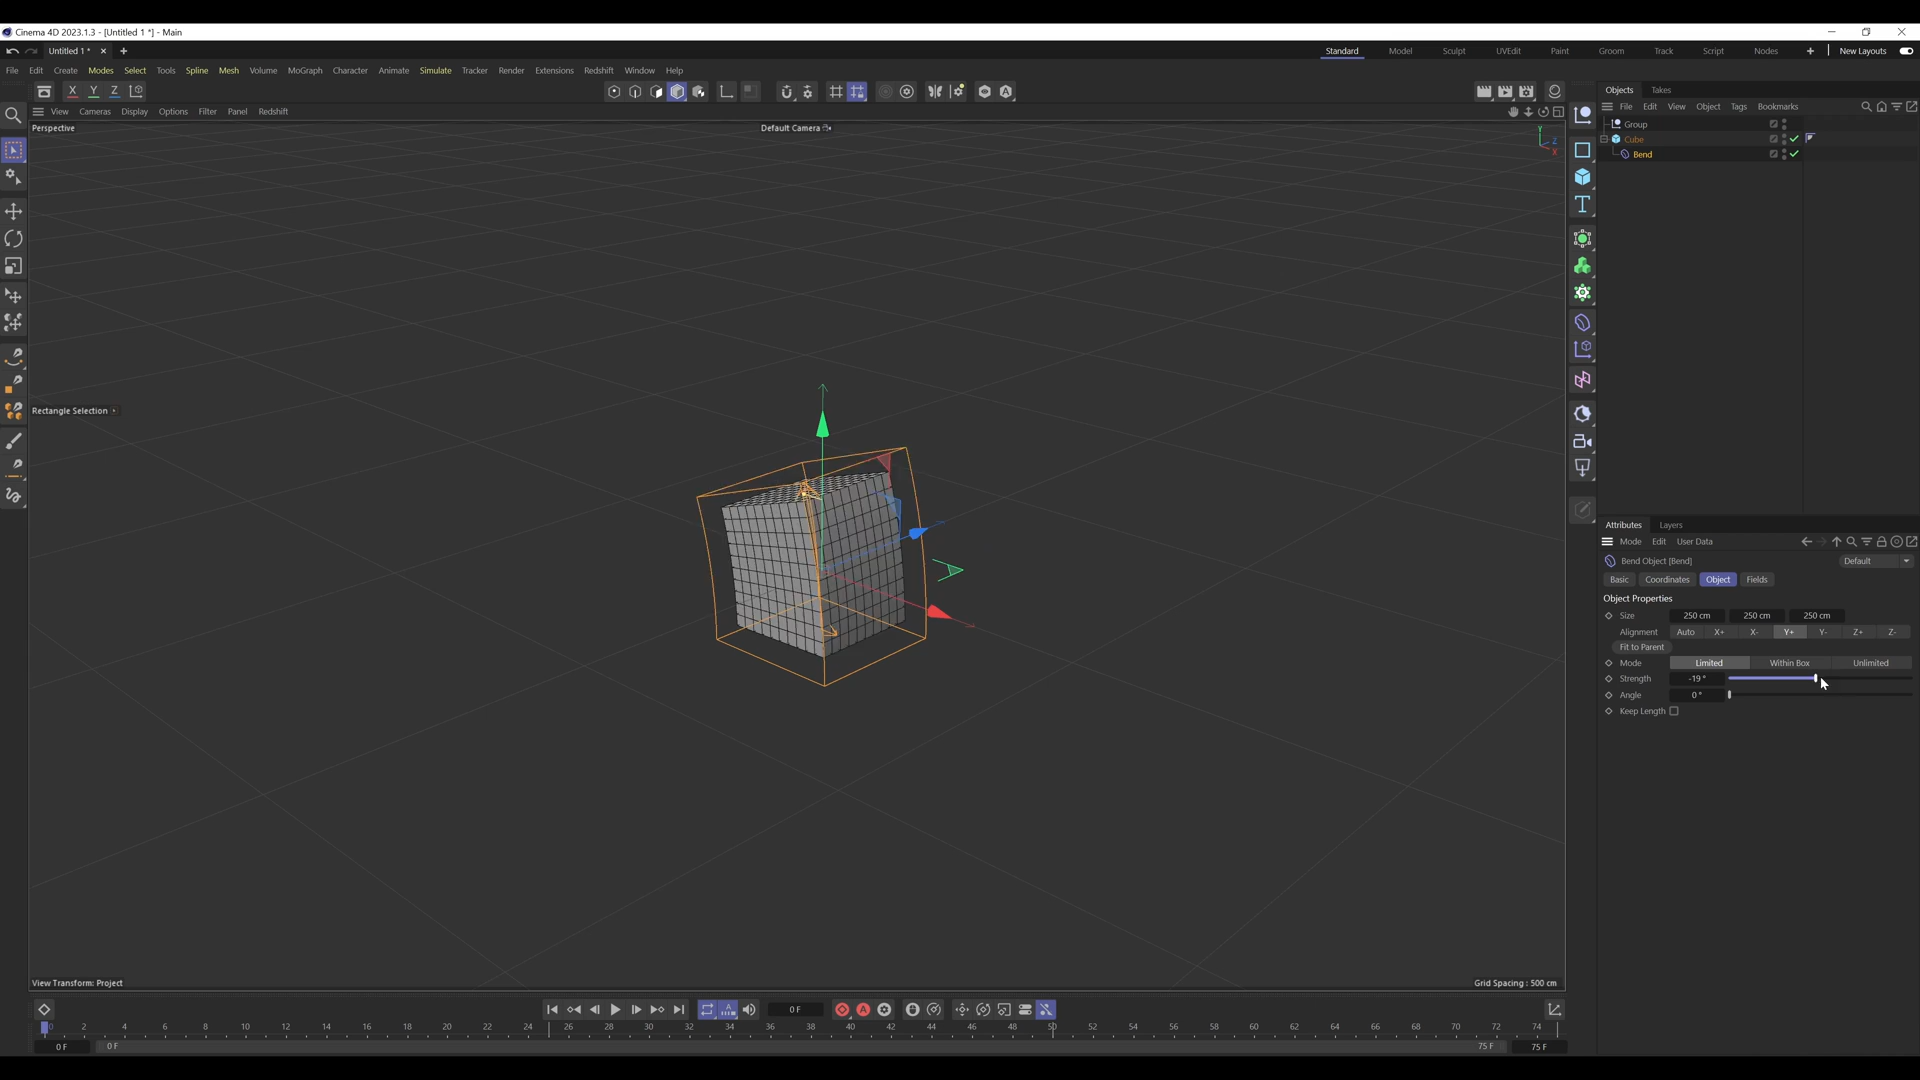 Cinema 4D 2023.1.3 - [Untitled 1 *] - Main
Untitled 1 *
Standard Model Sculpt UVEdit Paint Groom Track Script Nodes New Layouts
File Edit Create Modes Select Tools Spline Mesh Volume MoGraph Character Animate Simulate Tracker Render Extensions Redshift Window Help
X Y Z
Objects Takes
File Edit View Object Tags Bookmarks
View Cameras Display Options Filter Panel Redshift
Perspective
Default Camera
Y
Z
X
Group
Cube
Bend
Rectangle Selection
Attributes Layers
Mode Edit User Data
Bend Object [Bend]
Default
Basic Coordinates Object Fields
Object Properties
Size 250 cm 250 cm 250 cm
Alignment Auto X+ X- Y+ Y- Z+ Z-
Fit to Parent
Mode Limited Within Box Unlimited
Strength -19 °
Angle 0 °
Keep Length
View Transform: Project
Grid Spacing : 500 cm
0 F
0 2 4 6 8 10 12 14 16 18 20 22 24 26 28 30 32 34 36 38 40 42 44 46 48 50 52 54 56 58 60 62 64 66 68 70 72 74
0 F 0 F 75 F 75 F